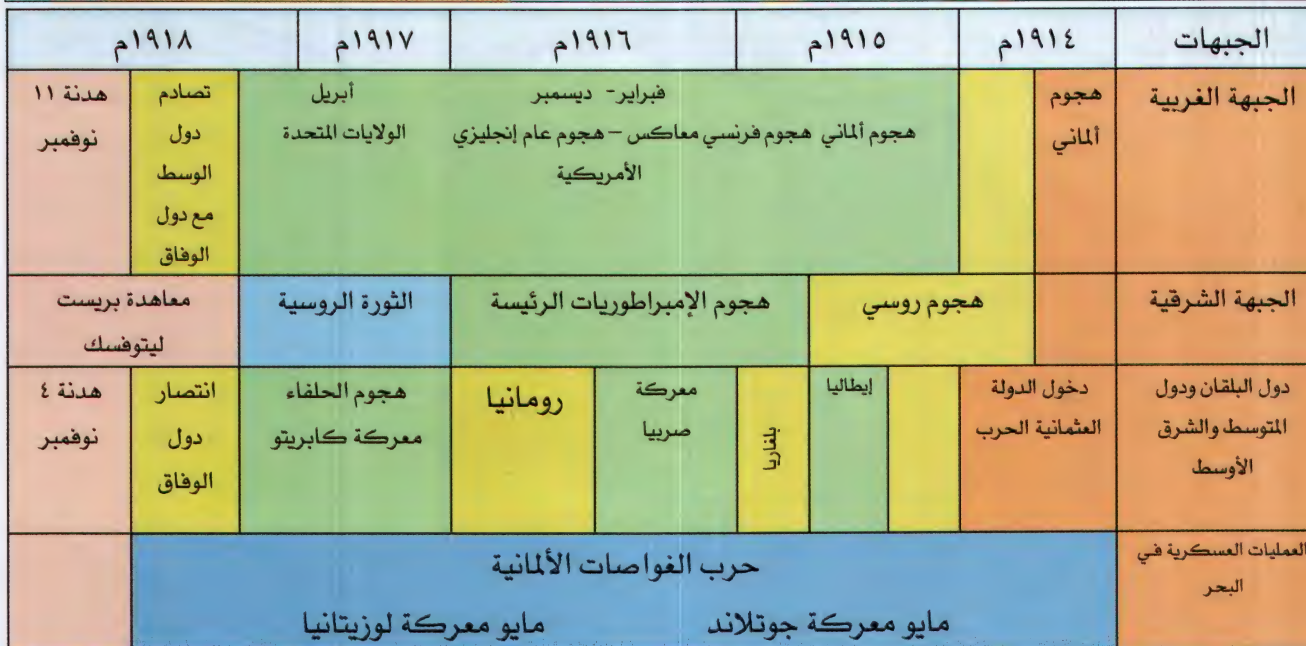 الجبهات ١٩١٤م ١٩١٥م ١٩١٦م ١٩١٧م ١٩١٨م
الجبهة الغربية
هجوم
ألماني
فبراير- ديسمبر
أبريل
هجوم ألماني هجوم فرنسي معاكس – هجوم عام إنجليزي
الولايات المتحدة
الأمريكية
تصادم
دول
الوسط
مع دول
الوفاق
هدنة ١١
نوفمبر
الجبهة الشرقية
هجوم روسي
هجوم الإمبراطوريات الرئيسة
الثورة الروسية
معاهدة بريست
ليتوفسك
دول البلقان ودول
المتوسط والشرق
الأوسط
دخول الدولة
العثمانية الحرب
إيطاليا
بلغاريا
معركة
صربيا
رومانيا
هجوم الحلفاء
معركة كابريتو
انتصار
دول
الوفاق
هدنة ٤
نوفمبر
العمليات العسكرية في
البحر
حرب الغواصات الألمانية
مايو معركة جوتلاند مايو معركة لوزيتانيا